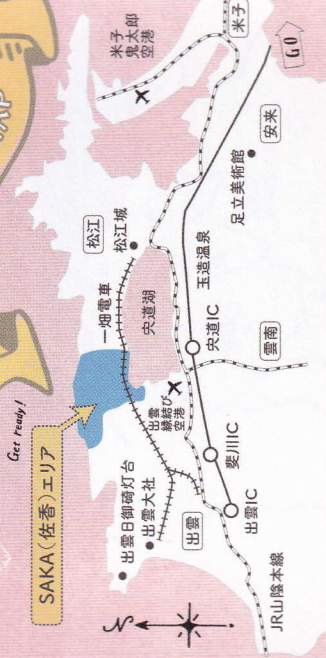 Get ready!
SAKA(佐香)エリア
米子
鬼太郎
空港
米子
GO
安来
足立美術館
松江
松江城
一畑電車
宍道湖
玉造温泉
宍道IC
雲南
出雲
縁結び
空港
斐川IC
出雲IC
出雲日御碕灯台
出雲大社
出雲
JR山陰本線
N